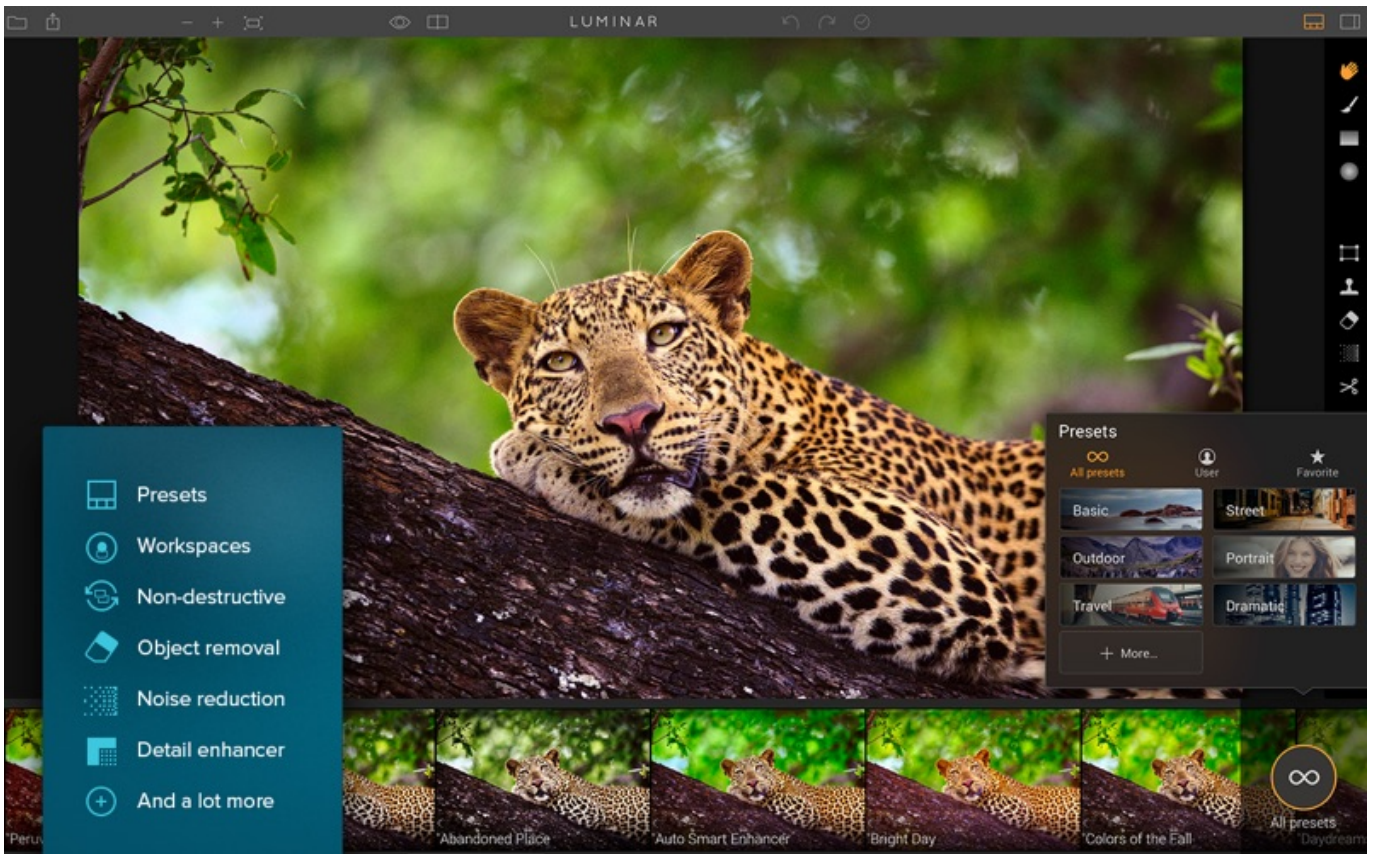 LUMINAR
Presets
All presets
User
Favorite
Basic
Street
Outdoor
Portrait
Travel
Dramatic
+ More...
Presets
Workspaces
Non-destructive
Object removal
Noise reduction
Detail enhancer
And a lot more
"Peruv
"Abandoned Place
"Auto Smart Enhancer
"Bright Day
"Colors of the Fall
All presets
"Daydream